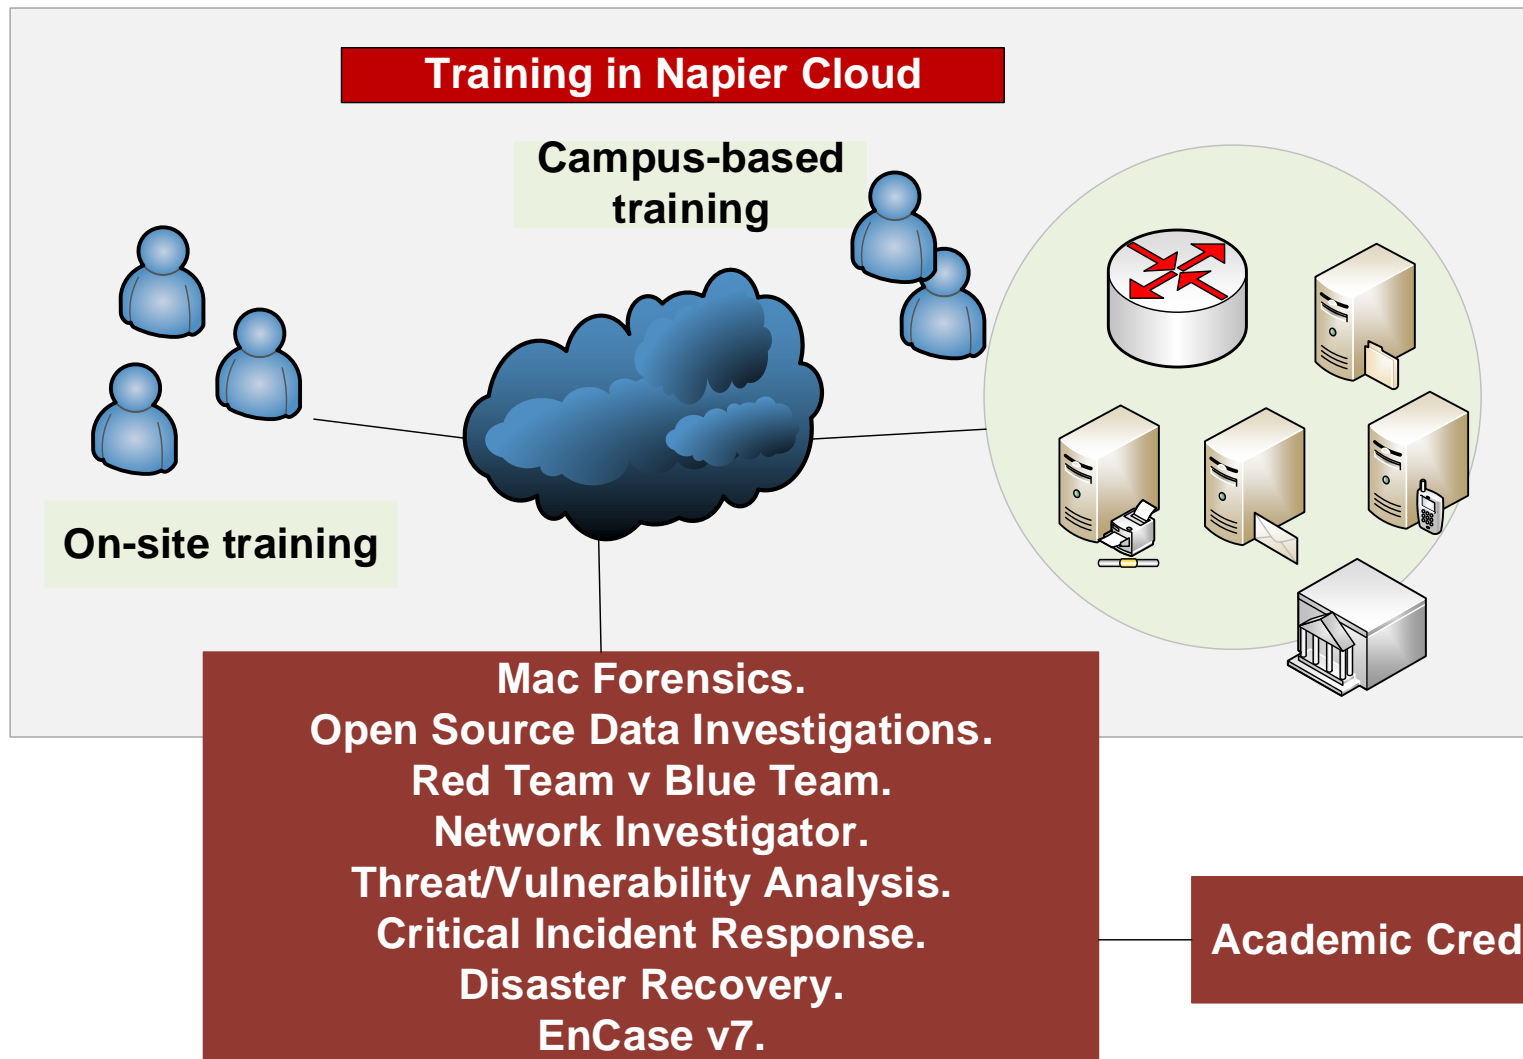 Training in Napier Cloud
Campus-based
training
On-site training
Mac Forensics.
Open Source Data Investigations.
Red Team v Blue Team.
Network Investigator.
Threat/Vulnerability Analysis.
Critical Incident Response.
Disaster Recovery.
EnCase v7.
Academic Cred